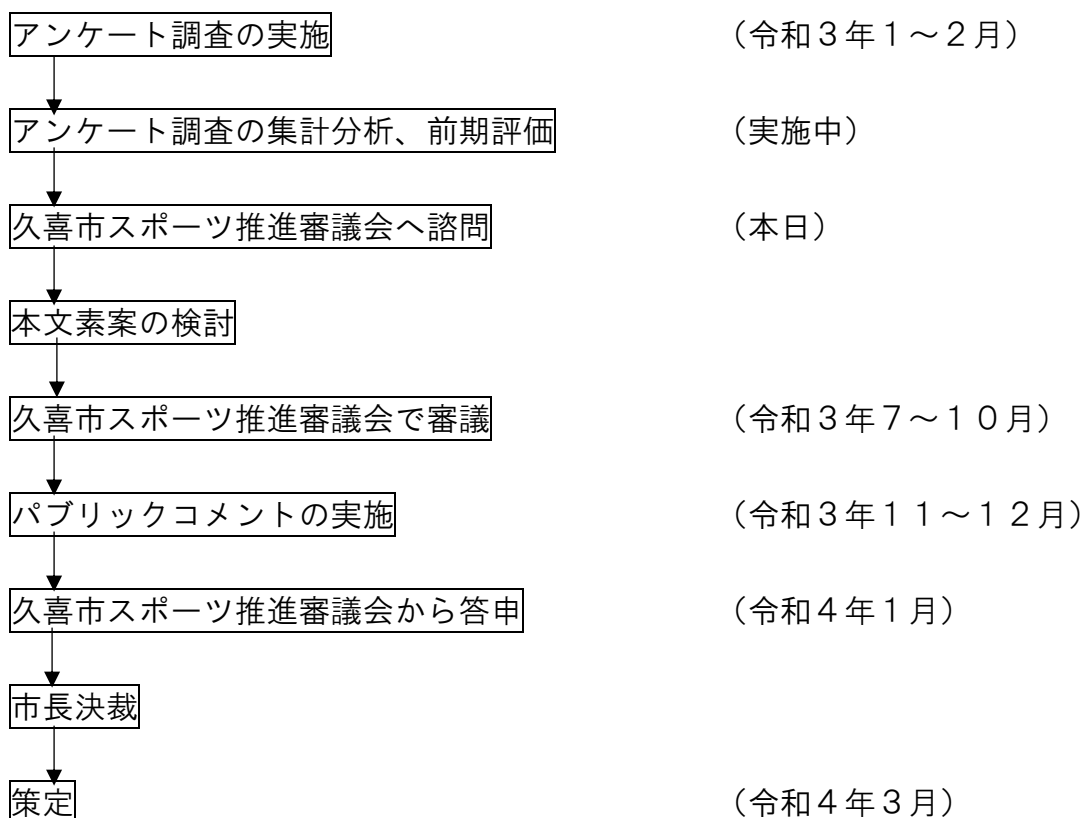 アンケート調査の実施 （令和３年１～２月）
アンケート調査の集計分析、前期評価 （実施中）
久喜市スポーツ推進審議会へ諮問 （本日）
本文素案の検討
久喜市スポーツ推進審議会で審議 （令和３年７～１０月）
パブリックコメントの実施 （令和３年１１～１２月）
久喜市スポーツ推進審議会から答申 （令和４年１月）
市長決裁
策定 （令和４年３月）